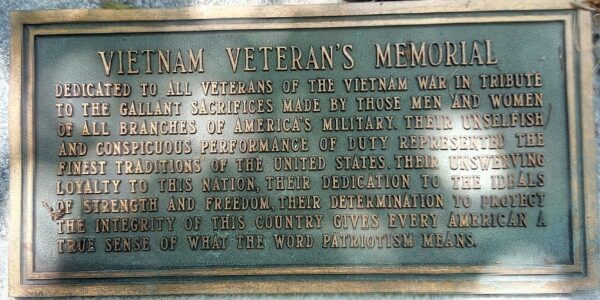 VIETNAM VETERAN'S MEMORIAL
DEDICATED TO ALL VETERANS OF THE VIETNAM WAR IN TRIBUTE
TO THE GALLANT SACRIFICES MADE BY THOSE MEN AND WOMEN
OF ALL BRANCHES OF AMERICA'S MILITARY. THEIR UNSELFISH
AND CONSPICUOUS PERFORMANCE OF DUTY REPRESENTED THE
FINEST TRADITIONS OF THE UNITED STATES. THEIR UNSWERVING
LOYALTY TO THIS NATION, THEIR DEDICATION TO THE IDEALS
OF STRENGTH AND FREEDOM, THEIR DETERMINATION TO PROTECT
THE INTEGRITY OF THIS COUNTRY GIVES EVERY AMERICAN A
TRUE SENSE OF WHAT THE WORD PATRIOTISM MEANS.